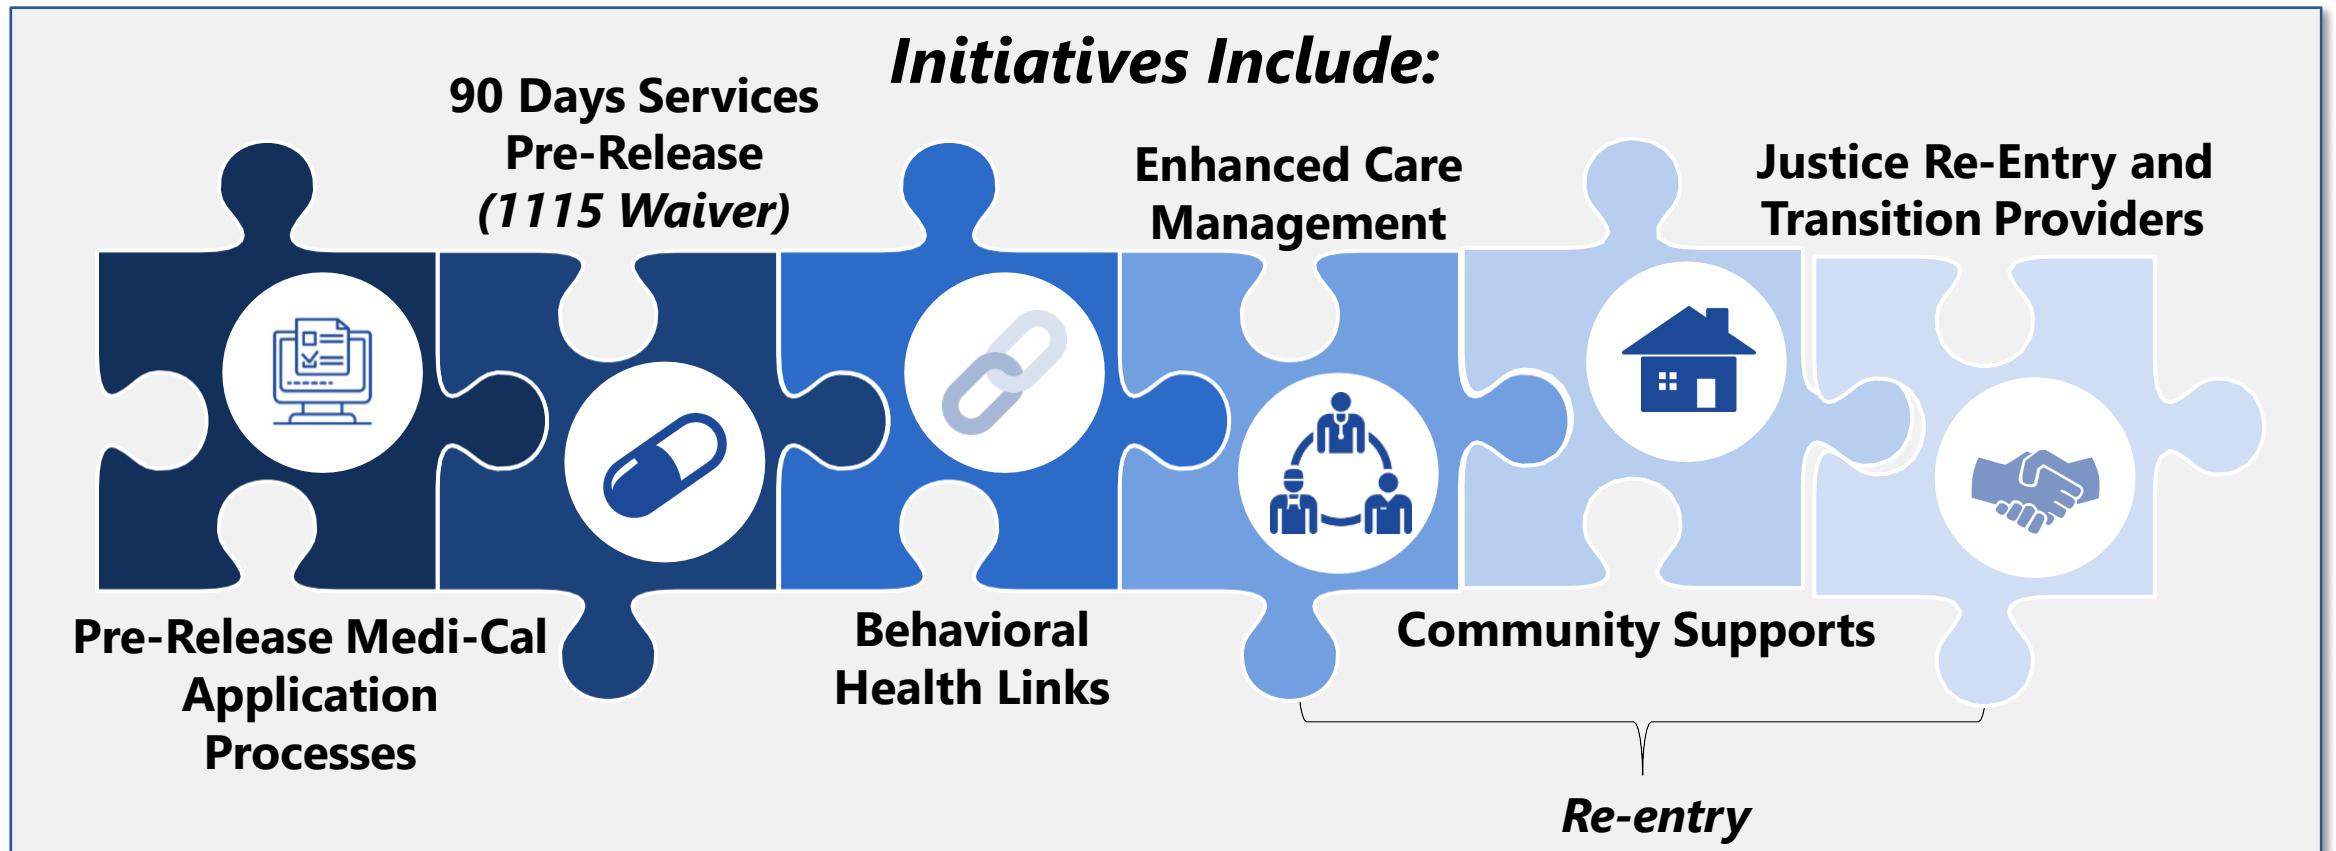 Initiatives Include:
90 Days Services
Pre-Release
(1115 Waiver)
Enhanced Care
Management
Justice Re-Entry and
Transition Providers
Pre-Release Medi-Cal
Application
Processes
Behavioral
Health Links
Community Supports
Re-entry